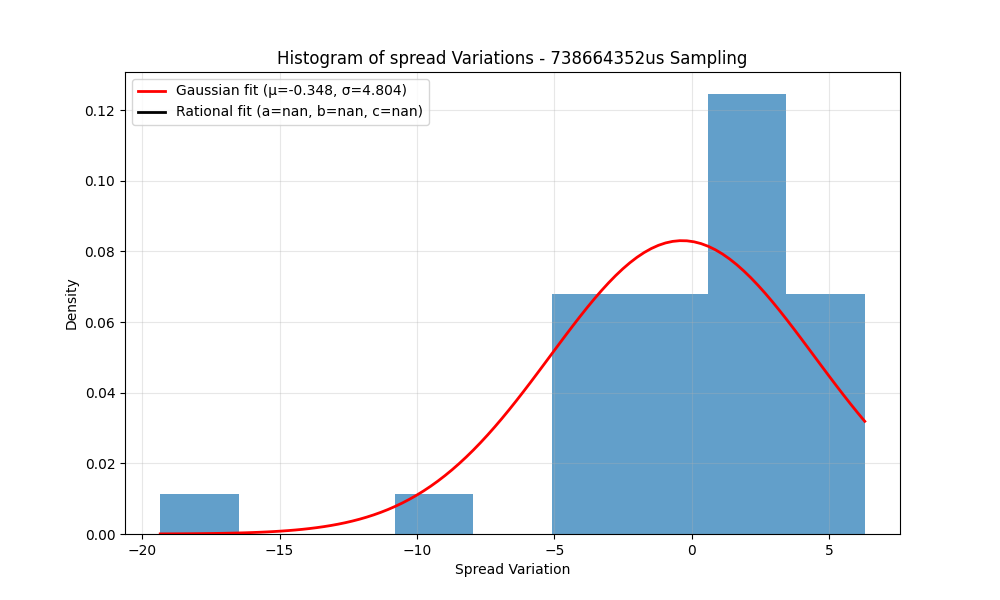 Histogram of spread Variations - 738664352us Sampling
Gaussian fit (μ=-0.348, σ=4.804)
Rational fit (a=nan, b=nan, c=nan)
0.12
0.10
0.08
0.06
0.04
0.02
0.00
Density
−20
−15
−10
−5
0
5
Spread Variation